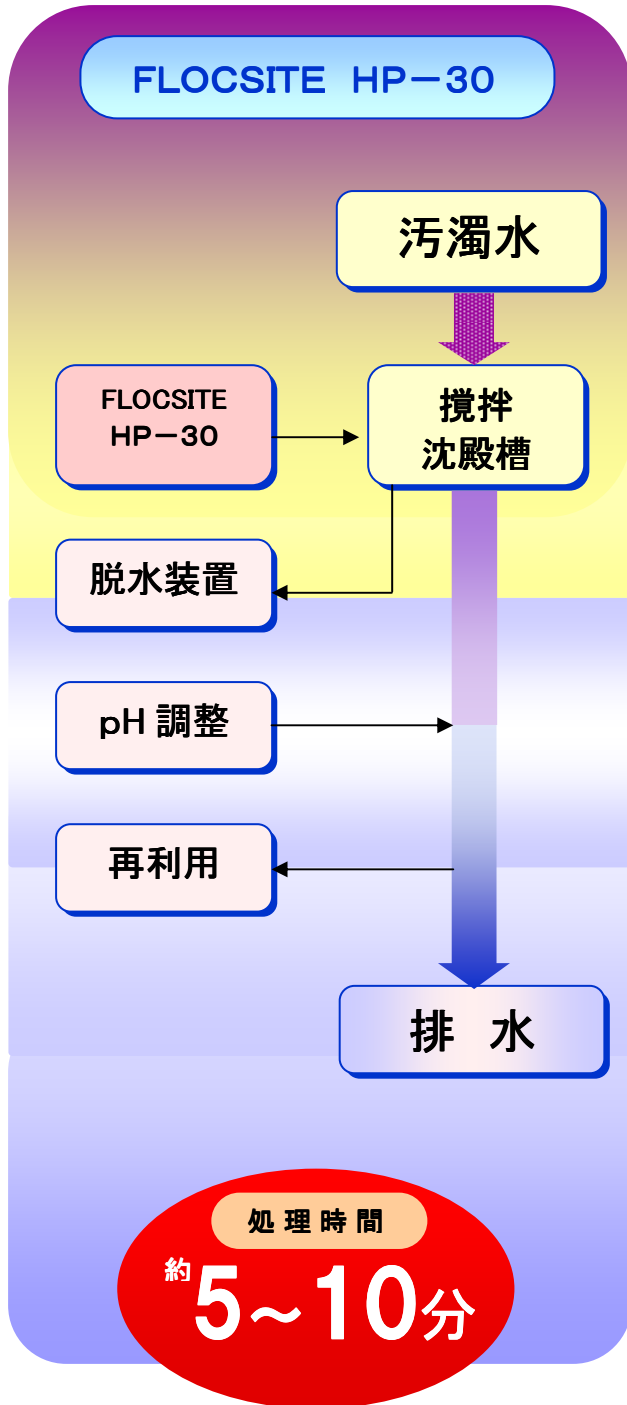 FLOCSITE HP－30
汚濁水
FLOCSITE
HP－30
撹拌
沈殿槽
脱水装置
pH 調整
再利用
排 水
処理時間
約5～10分